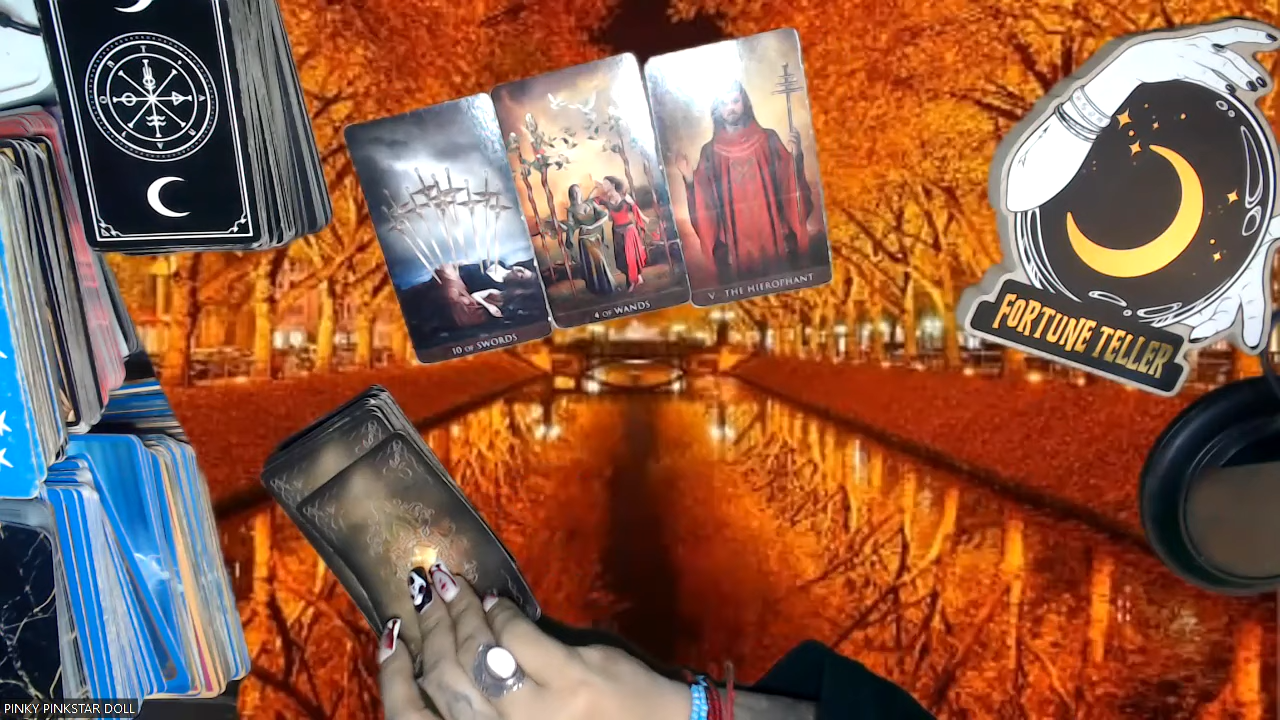 10 OF SWORDS
4 OF WANDS
V THE HIEROPHANT
FORTUNE TELLER
PINKY PINKSTAR DOLL